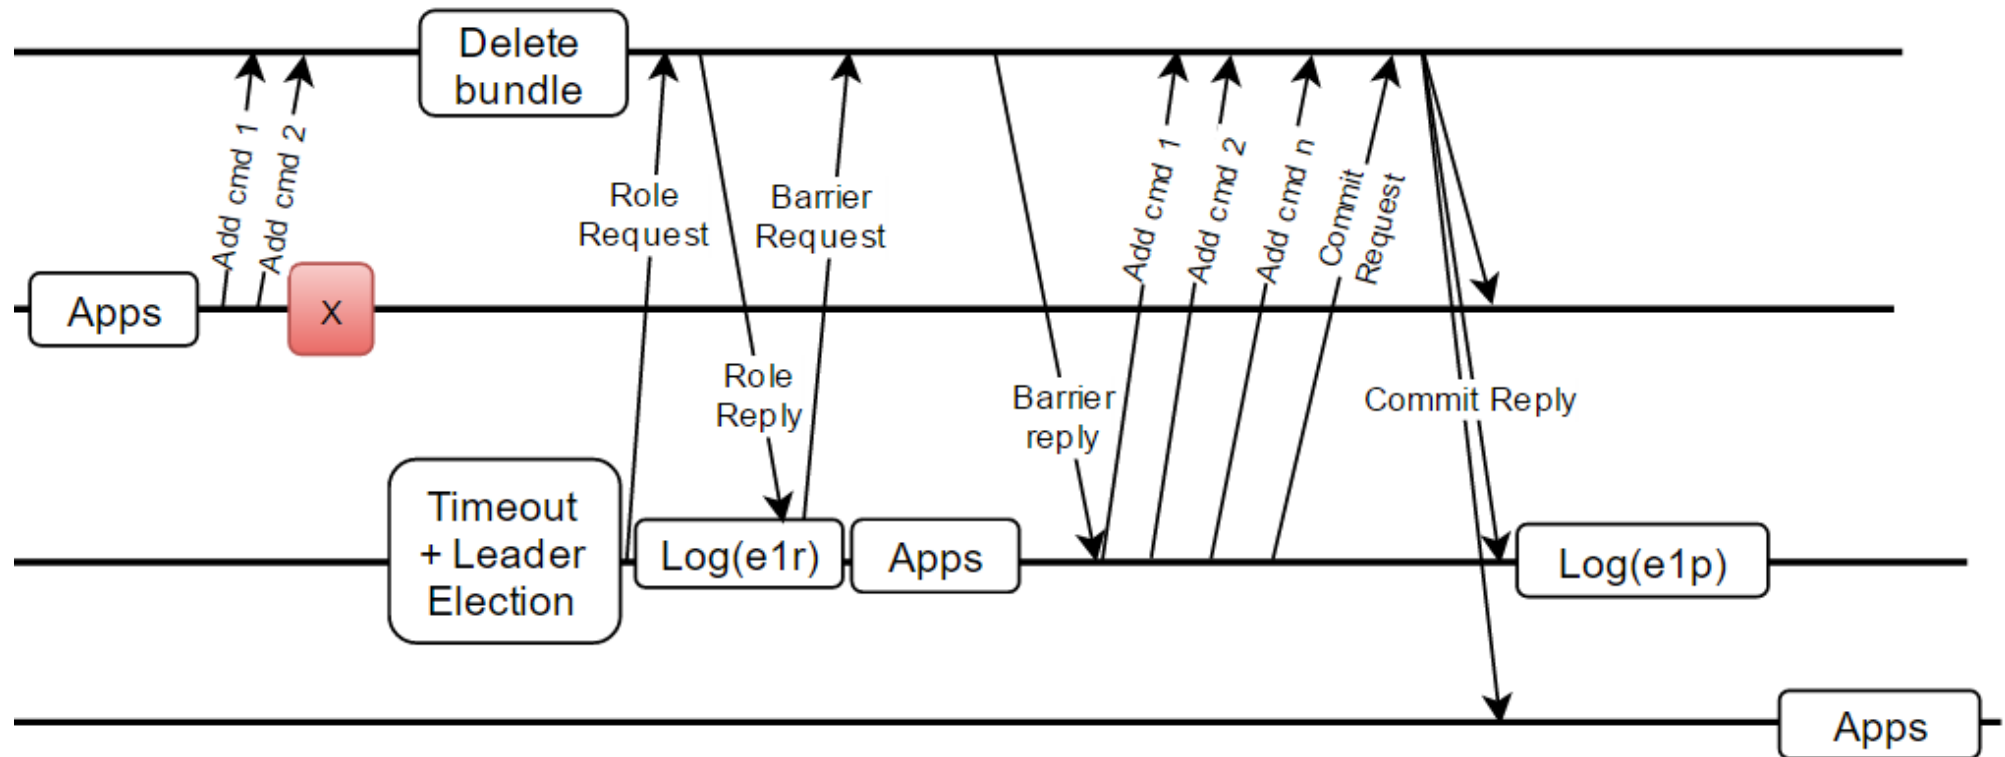 Delete
bundle
Add cmd 1
Add cmd 2
Role
Request
Barrier
Request
Add cmd 1
Add cmd 2
Add cmd n
Commit
Request
Apps
X
Role
Reply
Barrier
reply
Commit Reply
Timeout
+ Leader
Election
Log(e1r)
Apps
Log(e1p)
Apps